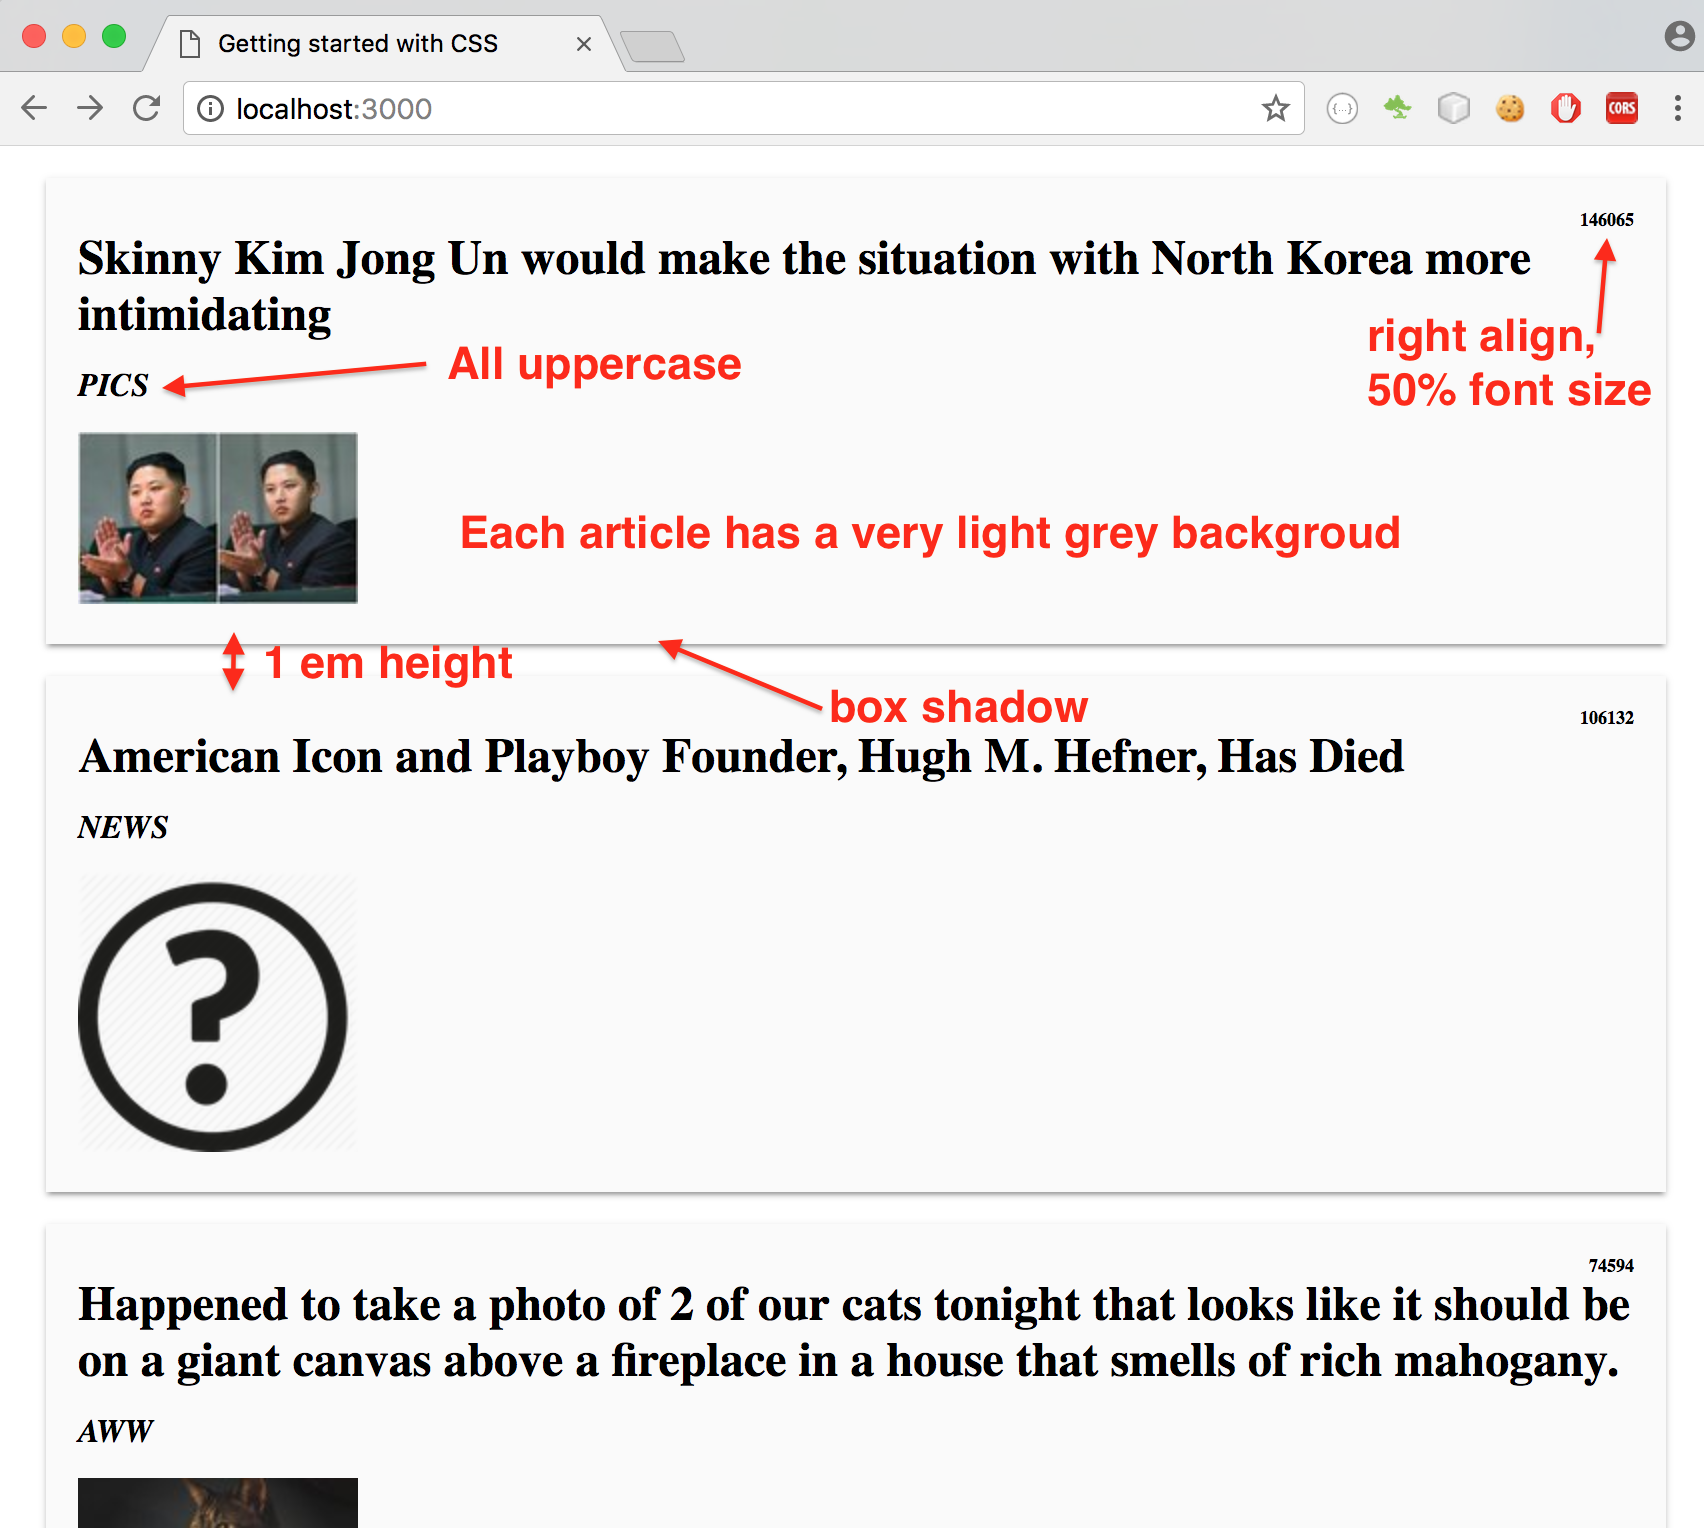 Getting started with CSS
localhost:3000
CORS
146065
Skinny Kim Jong Un would make the situation with North Korea more
intimidating
right align,
50% font size
All uppercase
PICS
Each article has a very light grey backgroud
1 em height
box shadow
106132
American Icon and Playboy Founder, Hugh M. Hefner, Has Died
NEWS
?
74594
Happened to take a photo of 2 of our cats tonight that looks like it should be
on a giant canvas above a fireplace in a house that smells of rich mahogany.
AWW